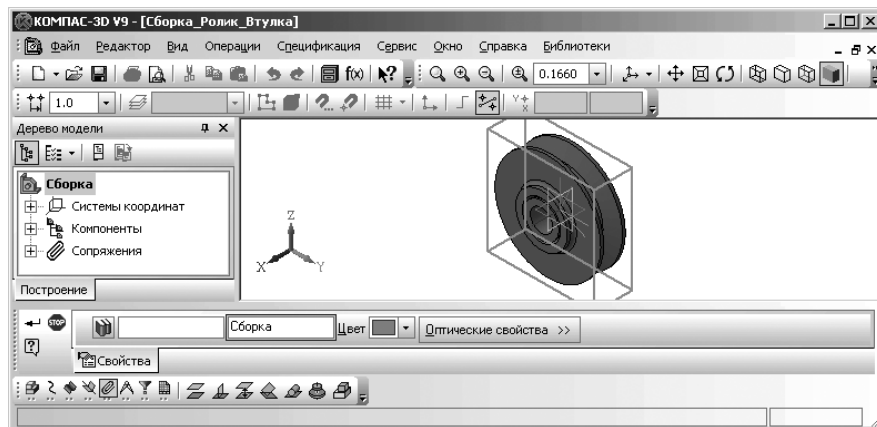 КОМПАС-3D V9 - [Сборка_Ролик_Втулка]
Файл Редактор Вид Операции Спецификация Сервис Окно Справка Библиотеки
f(x) 0.1660
1.0
Дерево модели
Сборка
Системы координат
Компоненты
Сопряжения
Построение
Z
X Y
STOP Сборка Цвет Оптические свойства >>
Свойства